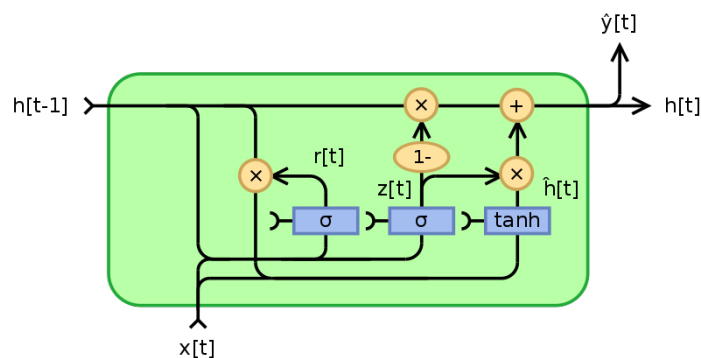 ŷ[t]
h[t-1]
×
+
h[t]
r[t]
1-
×
z[t]
×
ĥ[t]
σ
σ
tanh
x[t]